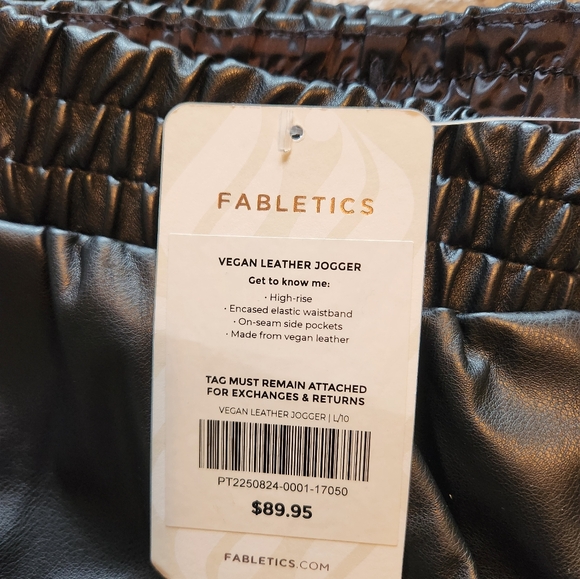 FABLETICS
VEGAN LEATHER JOGGER
Get to know me:
· High-rise
· Encased elastic waistband
· On-seam side pockets
· Made from vegan leather
TAG MUST REMAIN ATTACHED
FOR EXCHANGES & RETURNS
VEGAN LEATHER JOGGER | L/10
PT2250824-0001-17050
$89.95
FABLETICS.COM